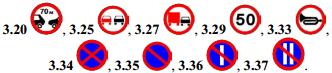 3.20 70м , 3.25 , 3.27 , 3.29 50 , 3.33 ,
3.34 , 3.35 , 3.36 , 3.37 .